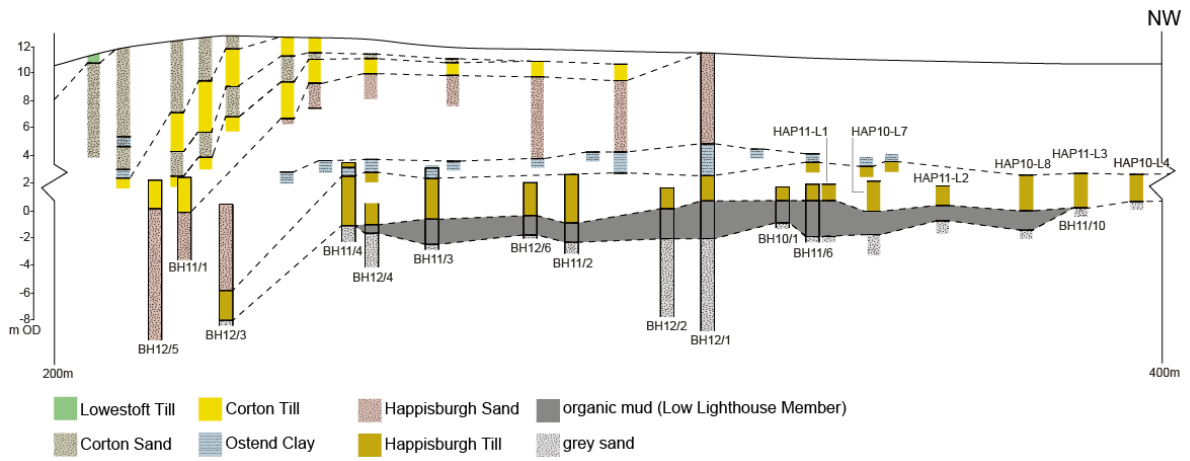 NW
12
10
8
6
4
2
0
-2
-4
-6
-8
m OD
HAP11-L1
HAP10-L7
HAP11-L2
HAP10-L8
HAP11-L3
HAP10-L4
BH12/5
BH11/1
BH12/3
BH11/4
BH12/4
BH11/3
BH12/6
BH11/2
BH12/2
BH12/1
BH10/1
BH11/6
BH11/10
200m
400m
Lowestoft Till
Corton Till
Happisburgh Sand
organic mud (Low Lighthouse Member)
Corton Sand
Ostend Clay
Happisburgh Till
grey sand